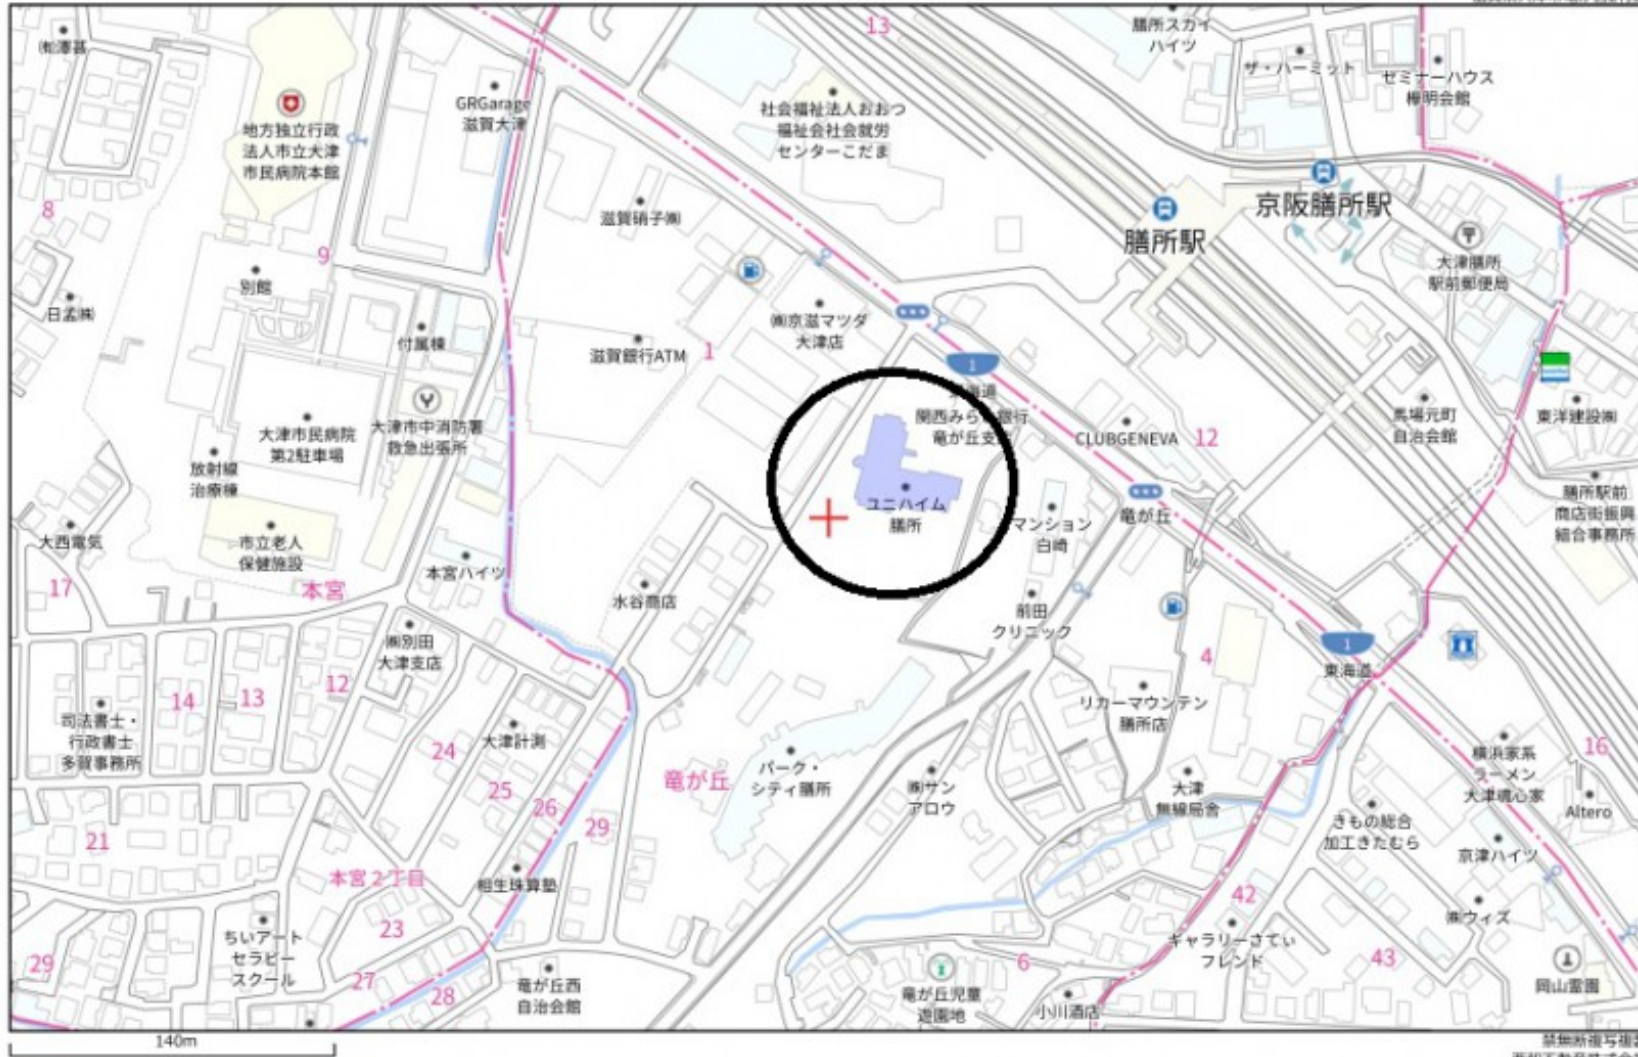 13
膳所スカイ
ハイツ
㈲澤甚
ザ・ハーミット
セミナーハウス
GRGarage
滋賀大津
社会福祉法人おおつ
福祉会社会就労
センターこだま
地方独立行政
法人市立大津
市民病院本館
京阪膳所駅
膳所駅
8
滋賀硝子㈱
9
別館
大津膳所
駅前郵便局
日孟㈱
付属棟
㈱京滋マツダ
大津店
滋賀銀行ATM
1
1
関西みらい銀行
竜が丘支店
馬場元町
自治会館
東洋建設㈱
大津市民病院
第2駐車場
大津市中消防署
救急出張所
CLUBGENEVA
12
放射線
治療棟
ユニハイム
膳所
マンション
白崎
竜が丘
膳所駅前
商店街振興
組合事務所
大西電気
市立老人
保健施設
本宮ハイツ
17
本宮
水谷商店
前田
クリニック
㈱別田
大津支店
4
1
東海道
14
13
12
司法書士・
行政書士
多賀事務所
リカーマウンテン
膳所店
24
大津計測
竜が丘
パーク・
シティ膳所
㈱サン
アロウ
大津
無線局舎
横浜家系
ラーメン
大津魂心家
16
25
26
29
Altero
21
きもの総合
加工きたむら
京津ハイツ
本宮2丁目
相生珠算塾
42
23
㈱ウィズ
ちいアート
セラピー
スクール
ギャラリーさてぃ
フレンド
43
29
27
28
竜が丘西
自治会館
6
竜が丘児童
遊園地
小川酒店
岡山霊園
140m